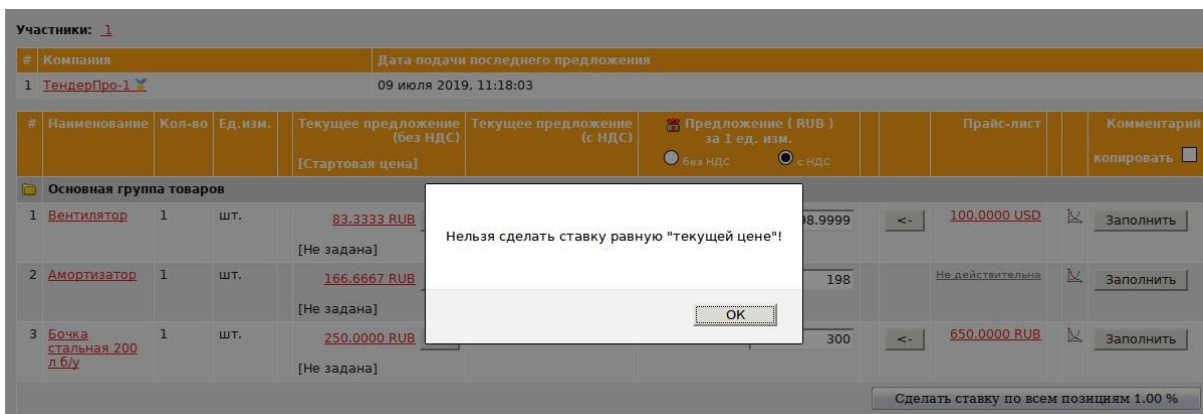 Участники: 1
# Компания Дата подачи последнего предложения
1 ТендерПро-1 09 июля 2019, 11:18:03
# Наименование Кол-во Ед.изм. Текущее предложение (без НДС) [Стартовая цена] Текущее предложение (с НДС) Предложение ( RUB ) за 1 ед. изм. без НДС с НДС Прайс-лист Комментарий копировать
Основная группа товаров
1 Вентилятор 1 шт. 83.3333 RUB 8.9999 <- 100.0000 USD Заполнить
[Не задана]
Нельзя сделать ставку равную "текущей цене"!
OK
2 Амортизатор 1 шт. 166.6667 RUB 198 Не действительна Заполнить
[Не задана]
3 Бочка стальная 200 л б/у 1 шт. 250.0000 RUB 300 <- 650.0000 RUB Заполнить
[Не задана]
Сделать ставку по всем позициям 1.00 %